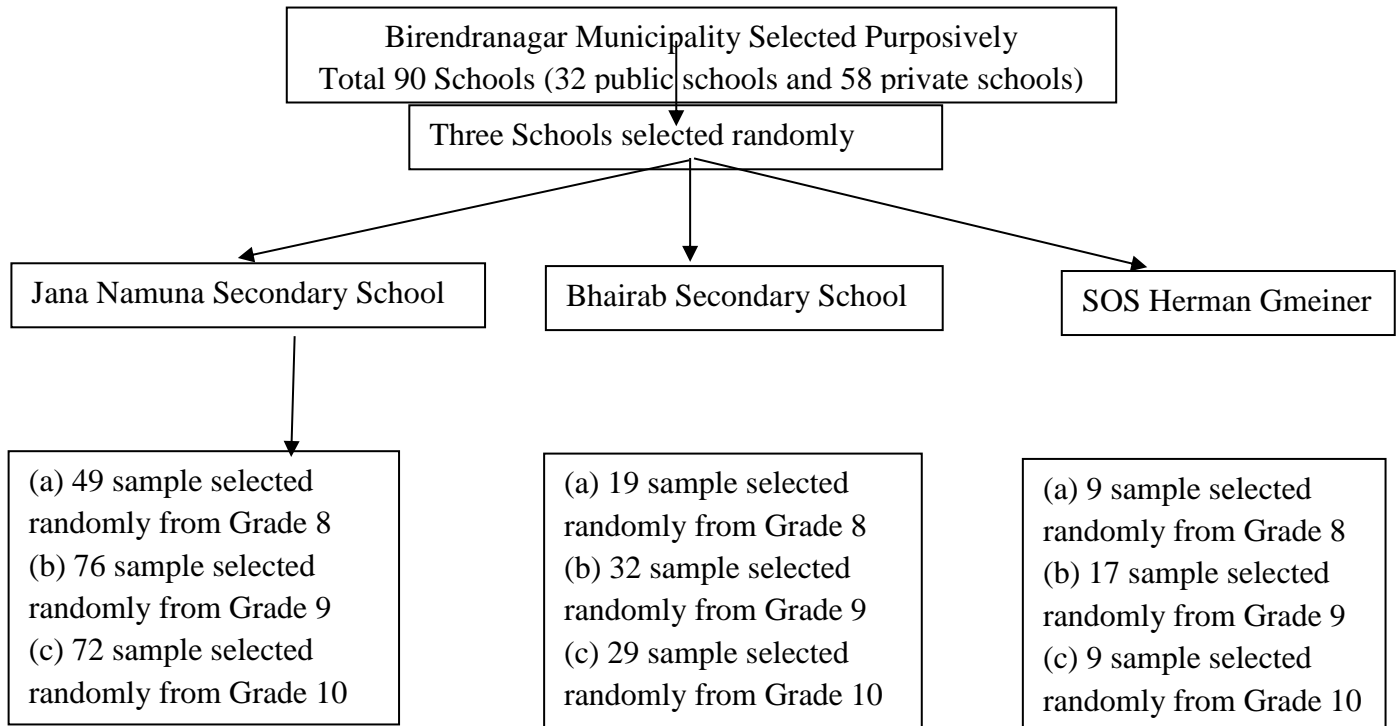 Birendranagar Municipality Selected Purposively
Total 90 Schools (32 public schools and 58 private schools)
Three Schools selected randomly
Jana Namuna Secondary School
Bhairab Secondary School
SOS Herman Gmeiner
(a) 49 sample selected
randomly from Grade 8
(b) 76 sample selected
randomly from Grade 9
(c) 72 sample selected
randomly from Grade 10
(a) 19 sample selected
randomly from Grade 8
(b) 32 sample selected
randomly from Grade 9
(c) 29 sample selected
randomly from Grade 10
(a) 9 sample selected
randomly from Grade 8
(b) 17 sample selected
randomly from Grade 9
(c) 9 sample selected
randomly from Grade 10